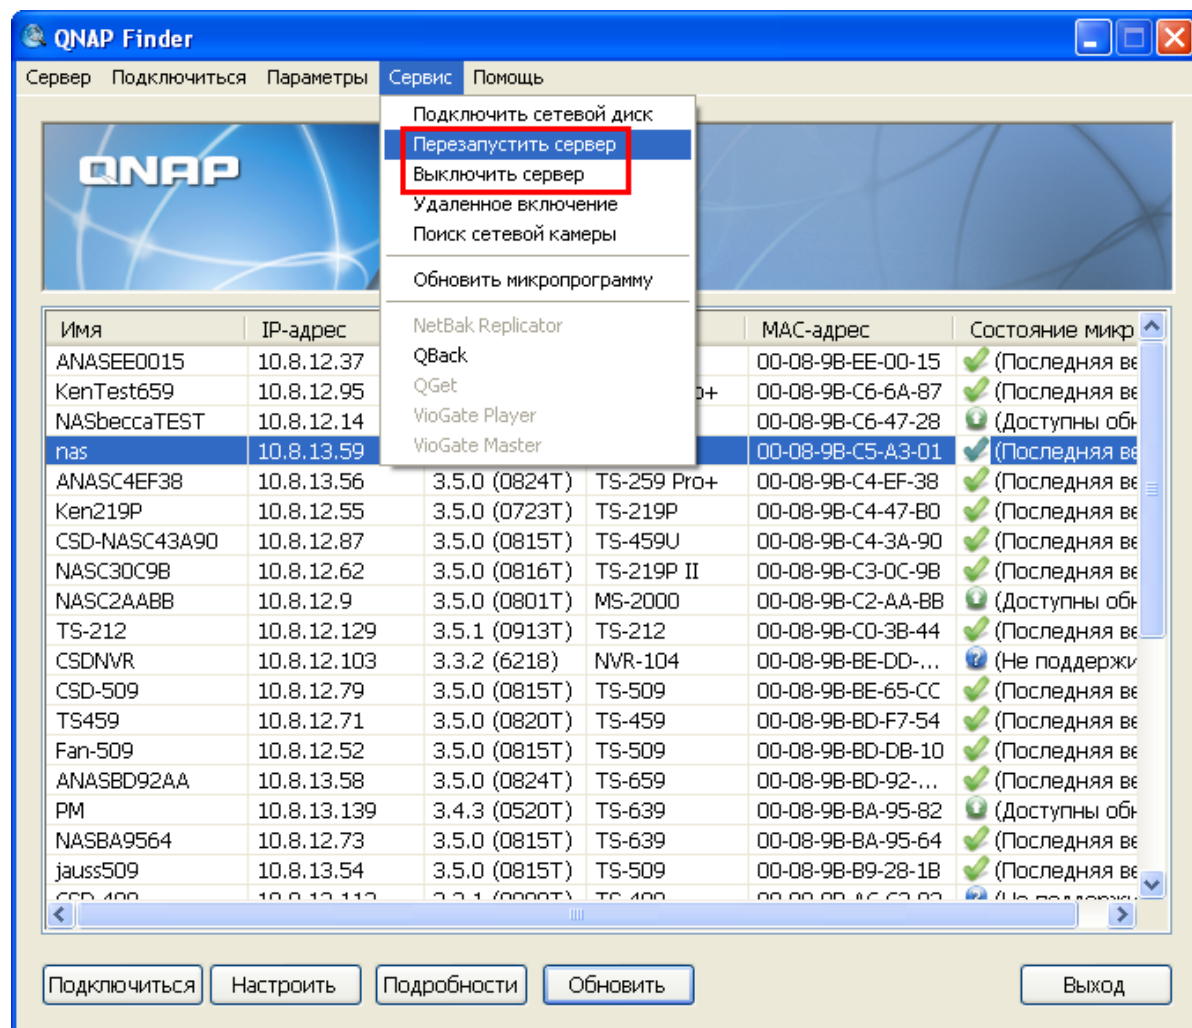 QNAP Finder
Сервер Подключиться Параметры Сервис Помощь
Подключить сетевой диск
QNAP
Перезапустить сервер
Выключить сервер
Удаленное включение
Поиск сетевой камеры
Обновить микропрограмму
NetBak Replicator
QBack
QGet
VioGate Player
VioGate Master
Имя IP-адрес MAC-адрес Состояние микр
ANASEE0015 10.8.12.37 00-08-9B-EE-00-15 (Последняя ве
KenTest659 10.8.12.95 o+ 00-08-9B-C6-6A-87 (Последняя ве
NASbeccaTEST 10.8.12.14 00-08-9B-C6-47-28 (Доступны обн
nas 10.8.13.59 00-08-9B-C5-A3-01 (Последняя ве
ANASC4EF38 10.8.13.56 3.5.0 (0824T) TS-259 Pro+ 00-08-9B-C4-EF-38 (Последняя ве
Ken219P 10.8.12.55 3.5.0 (0723T) TS-219P 00-08-9B-C4-47-B0 (Последняя ве
CSD-NASC43A90 10.8.12.87 3.5.0 (0815T) TS-459U 00-08-9B-C4-3A-90 (Последняя ве
NASC30C9B 10.8.12.62 3.5.0 (0816T) TS-219P II 00-08-9B-C3-0C-9B (Последняя ве
NASC2AABB 10.8.12.9 3.5.0 (0801T) MS-2000 00-08-9B-C2-AA-BB (Доступны обн
TS-212 10.8.12.129 3.5.1 (0913T) TS-212 00-08-9B-C0-3B-44 (Последняя ве
CSDNVR 10.8.12.103 3.3.2 (6218) NVR-104 00-08-9B-BE-DD-... (Не поддержи
CSD-509 10.8.12.79 3.5.0 (0815T) TS-509 00-08-9B-BE-65-CC (Последняя ве
TS459 10.8.12.71 3.5.0 (0820T) TS-459 00-08-9B-BD-F7-54 (Последняя ве
Fan-509 10.8.12.52 3.5.0 (0815T) TS-509 00-08-9B-BD-DB-10 (Последняя ве
ANASBD92AA 10.8.13.58 3.5.0 (0824T) TS-659 00-08-9B-BD-92-... (Последняя ве
PM 10.8.13.139 3.4.3 (0520T) TS-639 00-08-9B-BA-95-82 (Доступны обн
NASBA9564 10.8.12.73 3.5.0 (0815T) TS-639 00-08-9B-BA-95-64 (Последняя ве
jauss509 10.8.13.54 3.5.0 (0815T) TS-509 00-08-9B-B9-28-1B (Последняя ве
Подключиться Настроить Подробности Обновить Выход